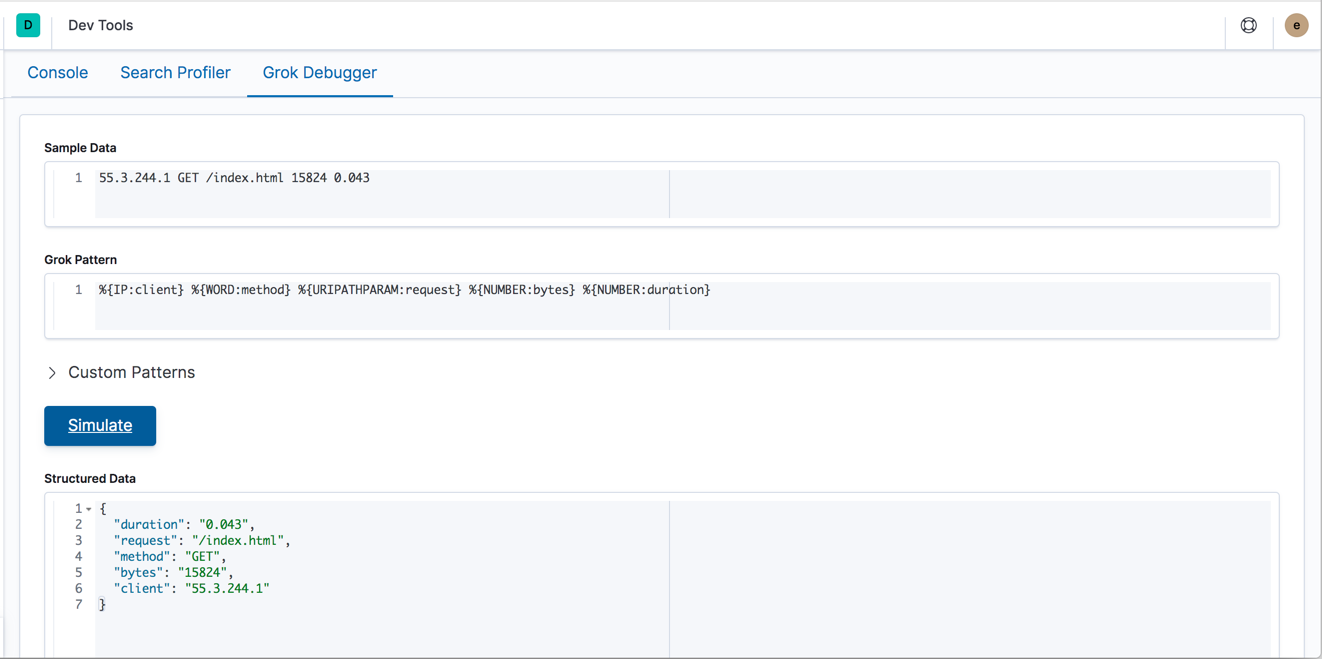 D Dev Tools e
Console Search Profiler Grok Debugger
Sample Data
1 55.3.244.1 GET /index.html 15824 0.043
Grok Pattern
1 %{IP:client} %{WORD:method} %{URIPATHPARAM:request} %{NUMBER:bytes} %{NUMBER:duration}
Custom Patterns
Simulate
Structured Data
1 {
2 "duration": "0.043",
3 "request": "/index.html",
4 "method": "GET",
5 "bytes": "15824",
6 "client": "55.3.244.1"
7 }